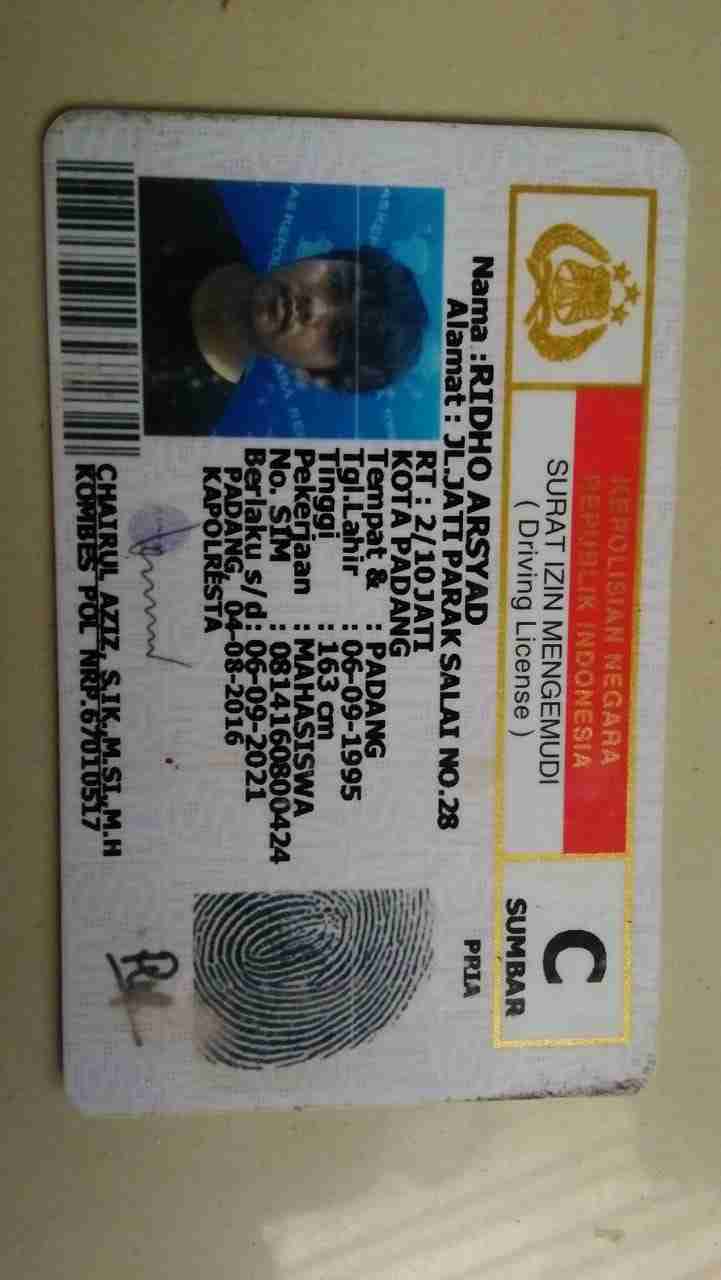 KEPOLISIAN NEGARA
REPUBLIK INDONESIA
SURAT IZIN MENGEMUDI
( Driving License )
C
SUMBAR
PRIA
Nama : RIDHO ARSYAD
Alamat : JL.JATI PARAK SALAI NO.28
RT : 2/10 JATI
KOTA PADANG
Tempat & : PADANG
Tgl.Lahir : 06-09-1995
Tinggi : 163 cm
Pekerjaan : MAHASISWA
No. SIM : 0814160800424
Berlaku s/d : 06-09-2021
PADANG, 04-08-2016
KAPOLRESTA
CHAIRUL AZIZ, S.IK,M.SI,M.H
KOMBES POL NRP.67010517